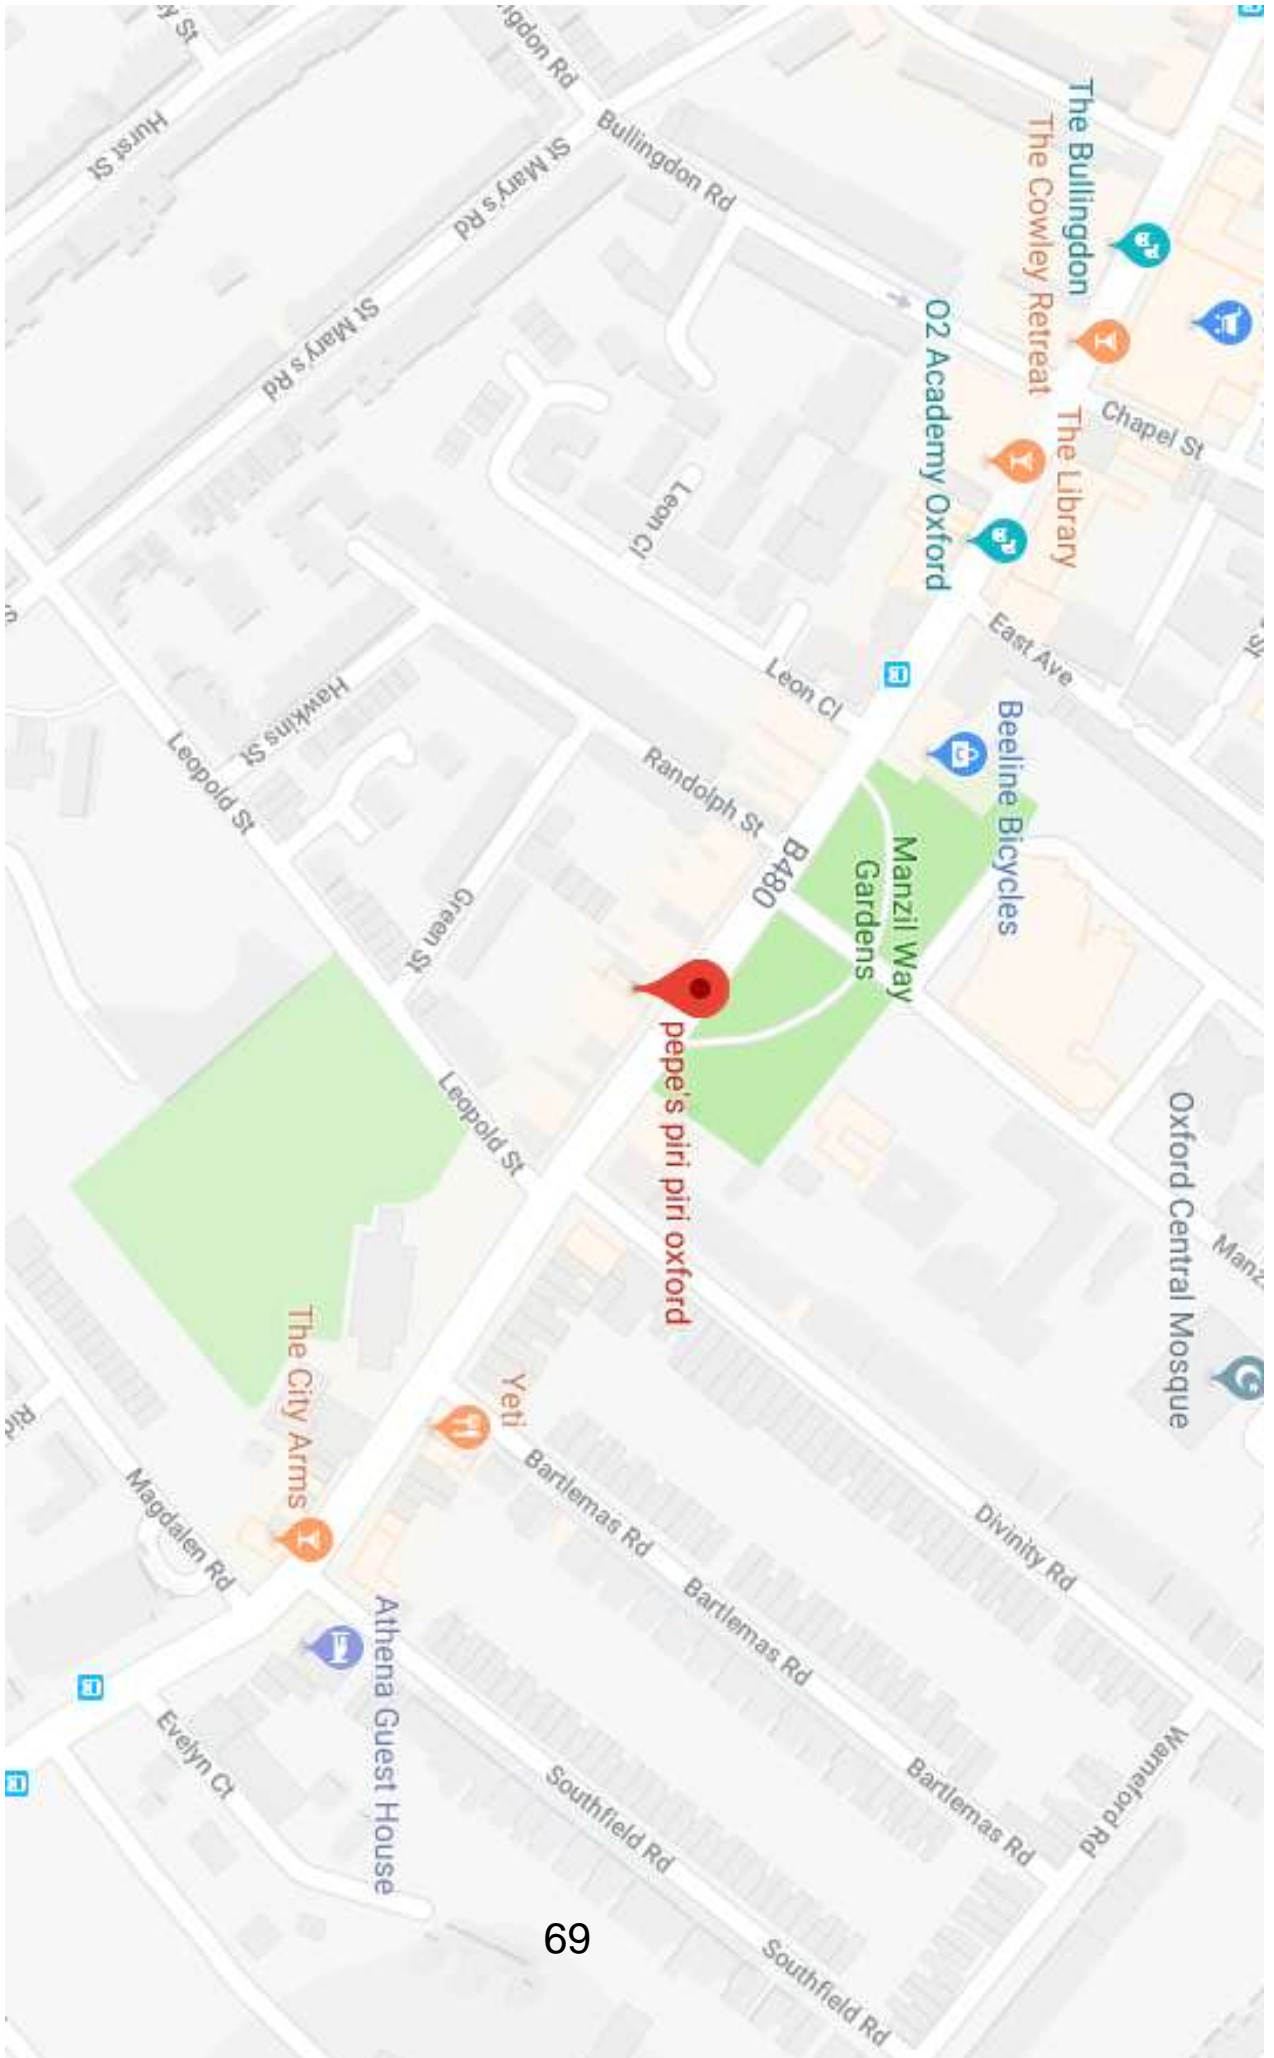 The Bullingdon
The Cowley Retreat
The Library
O2 Academy Oxford
Chapel St
East Ave
Beeline Bicycles
Manzil Way
Gardens
Oxford Central Mosque
Hurst St
Bullingdon Rd
St Mary's Rd
St Mary's Rd
Leon Cl
Leon Cl
Randolph St
B480
Hawkins St
Leopold St
Green St
Leopold St
pepe's piri piri oxford
Divinity Rd
Yeti
The City Arms
Bartlemas Rd
Bartlemas Rd
Bartlemas Rd
Warneford Rd
Magdalen Rd
Athena Guest House
Evelyn Ct
Southfield Rd
Southfield Rd
69